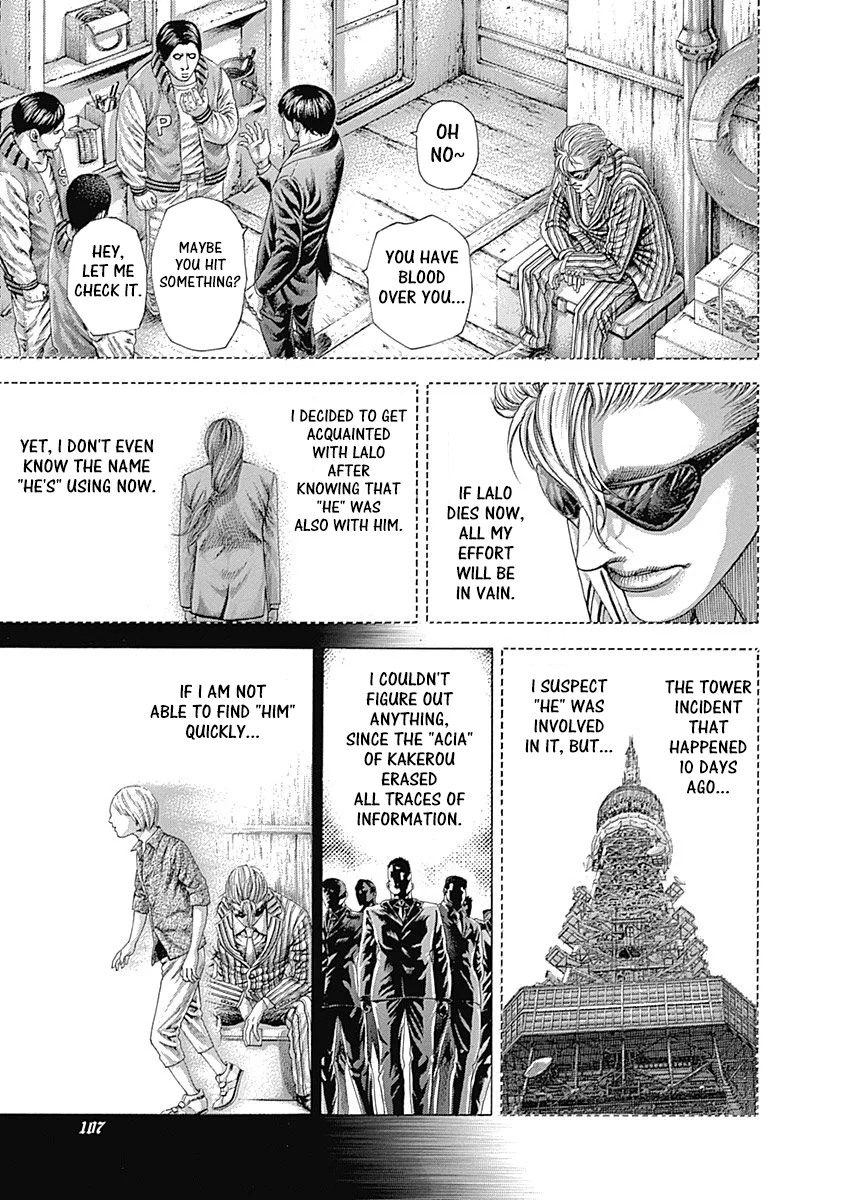 OH
NO~
YOU HAVE
BLOOD
OVER YOU...
MAYBE
YOU HIT
SOMETHING?
HEY,
LET ME
CHECK IT.
P
P
IF LALO
DIES NOW,
ALL MY
EFFORT
WILL BE
IN VAIN.
I DECIDED TO GET
ACQUAINTED
WITH LALO
AFTER
KNOWING THAT
"HE" WAS
ALSO WITH HIM.
YET, I DON'T EVEN
KNOW THE NAME
"HE'S" USING NOW.
THE TOWER
INCIDENT
THAT
HAPPENED
10 DAYS
AGO...
I SUSPECT
"HE" WAS
INVOLVED
IN IT, BUT...
I COULDN'T
FIGURE OUT
ANYTHING,
SINCE THE "ACIA"
OF KAKEROU
ERASED
ALL TRACES OF
INFORMATION.
IF I AM NOT
ABLE TO FIND "HIM"
QUICKLY...
107